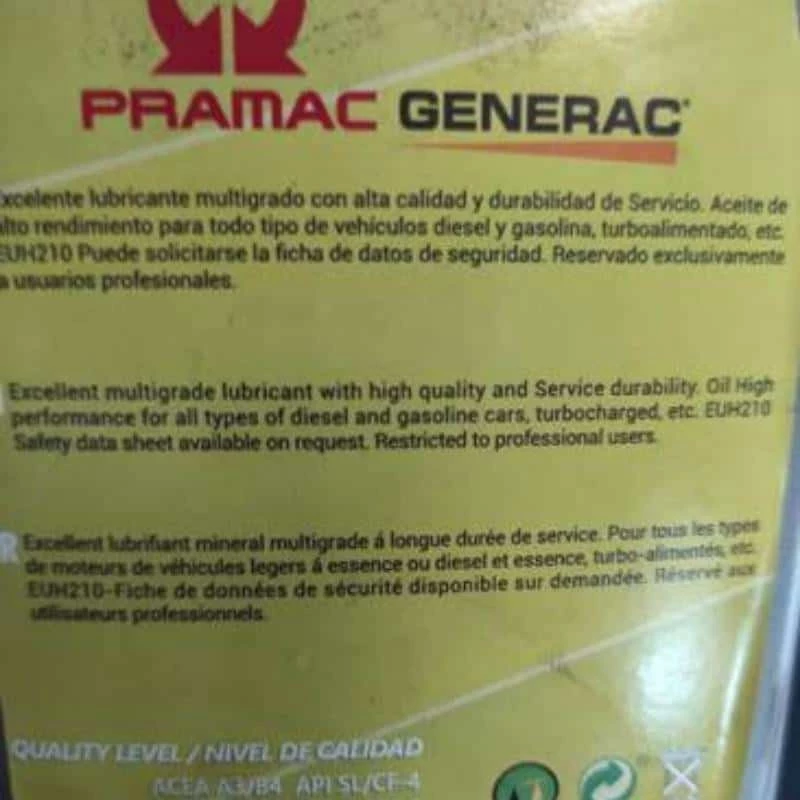 PRAMAC GENERAC
xcelente lubricante multigrado con alta calidad y durabilidad de Servicio. Aceite de
alto rendimiento para todo tipo de vehículos diesel y gasolina, turboalimentado, etc.
EUH210 Puede solicitarse la ficha de datos de seguridad. Reservado exclusivamente
a usuarios profesionales.
Excellent multigrade lubricant with high quality and Service durability. Oil High
performance for all types of diesel and gasoline cars, turbocharged, etc. EUH210
Safety data sheet available on request. Restricted to professional users.
R Excellent lubrifiant mineral multigrade á longue durée de service. Pour tous les types
de moteurs de véhicules legers á essence ou diesel et essence, turbo-alimentés, etc.
EUH210-Fiche de données de sécurité disponible sur demandée. Réservé aux
utilisateurs professionnels.
QUALITY LEVEL / NIVEL DE CALIDAD
ACEA A3/B4 API SL/CF-4